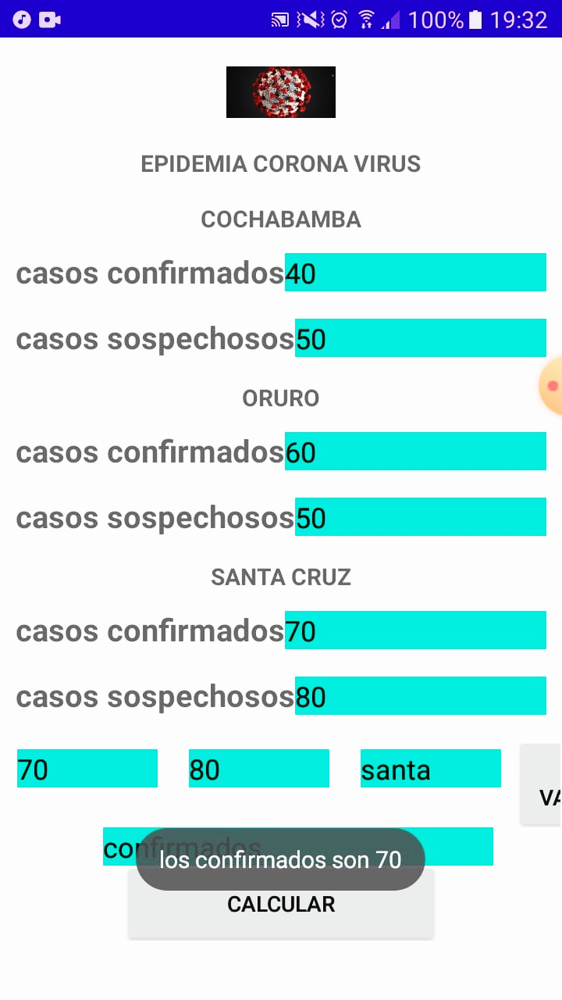 100% 19:32
EPIDEMIA CORONA VIRUS
COCHABAMBA
casos confirmados 40
casos sospechosos 50
ORURO
casos confirmados 60
casos sospechosos 50
SANTA CRUZ
casos confirmados 70
casos sospechosos 80
70 80 santa VA
confirmados
los confirmados son 70
CALCULAR